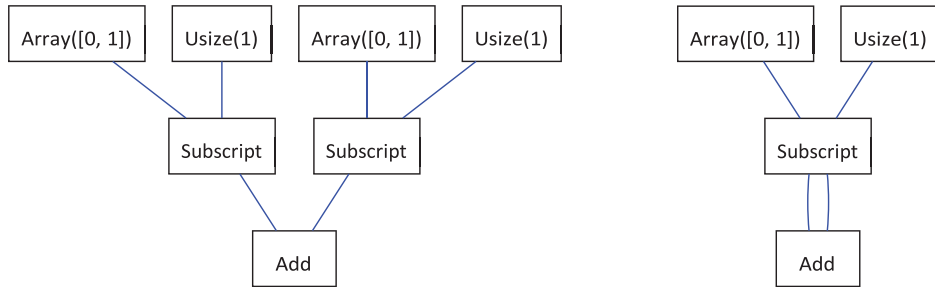 Array([0, 1]) Usize(1) Array([0, 1]) Usize(1) Array([0, 1]) Usize(1)
Subscript Subscript Subscript
Add Add